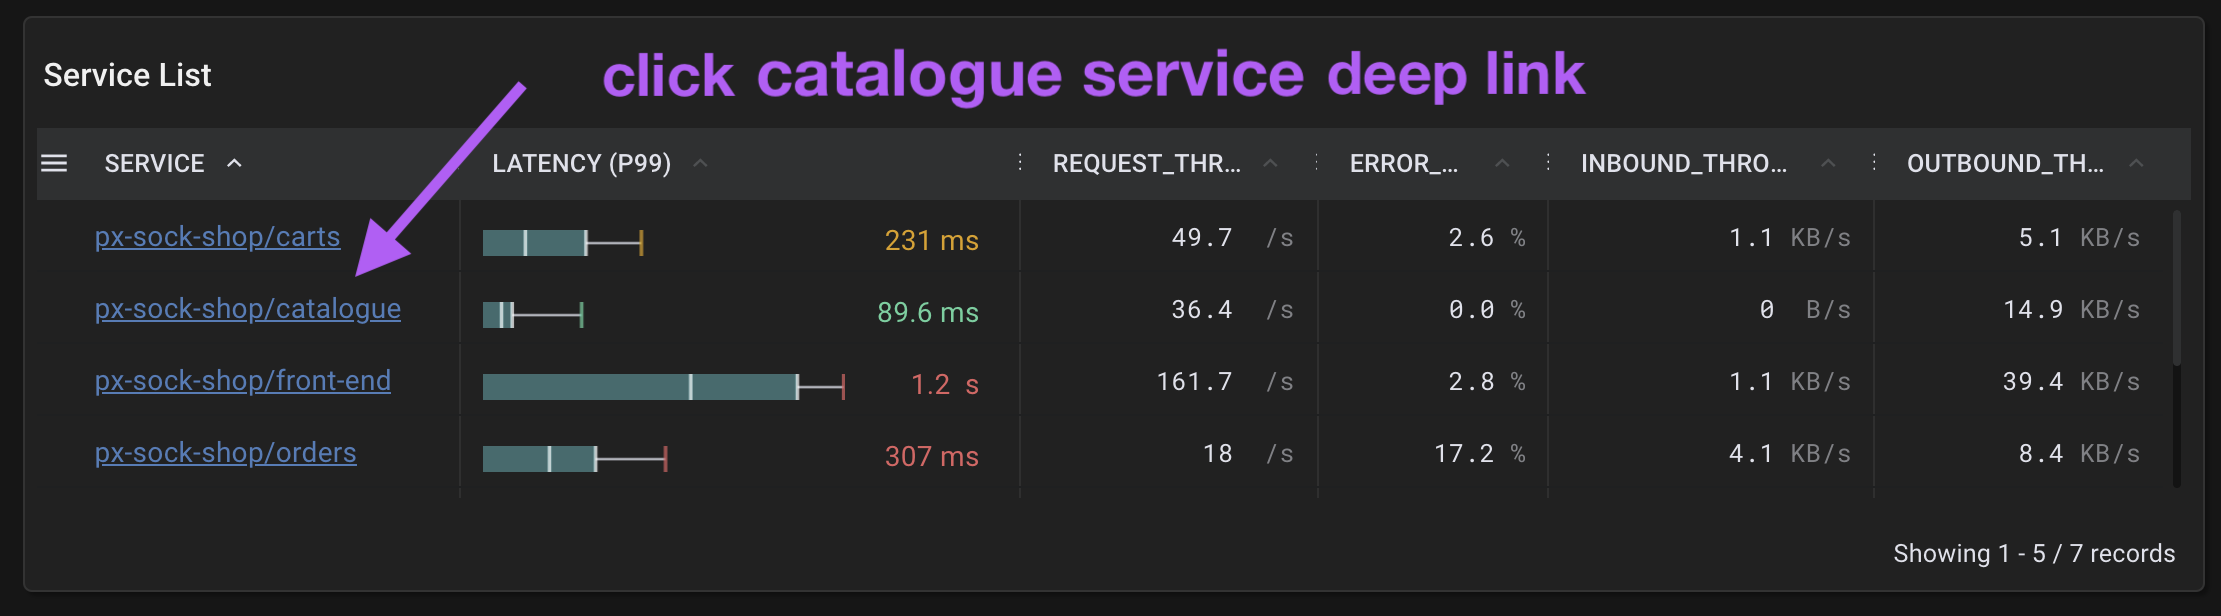 click catalogue service deep link
Service List
SERVICE LATENCY (P99) REQUEST_THR... ERROR_... INBOUND_THRO... OUTBOUND_TH...
px-sock-shop/carts 231 ms 49.7 /s 2.6 % 1.1 KB/s 5.1 KB/s
px-sock-shop/catalogue 89.6 ms 36.4 /s 0.0 % 0 B/s 14.9 KB/s
px-sock-shop/front-end 1.2 s 161.7 /s 2.8 % 1.1 KB/s 39.4 KB/s
px-sock-shop/orders 307 ms 18 /s 17.2 % 4.1 KB/s 8.4 KB/s
Showing 1 - 5 / 7 records